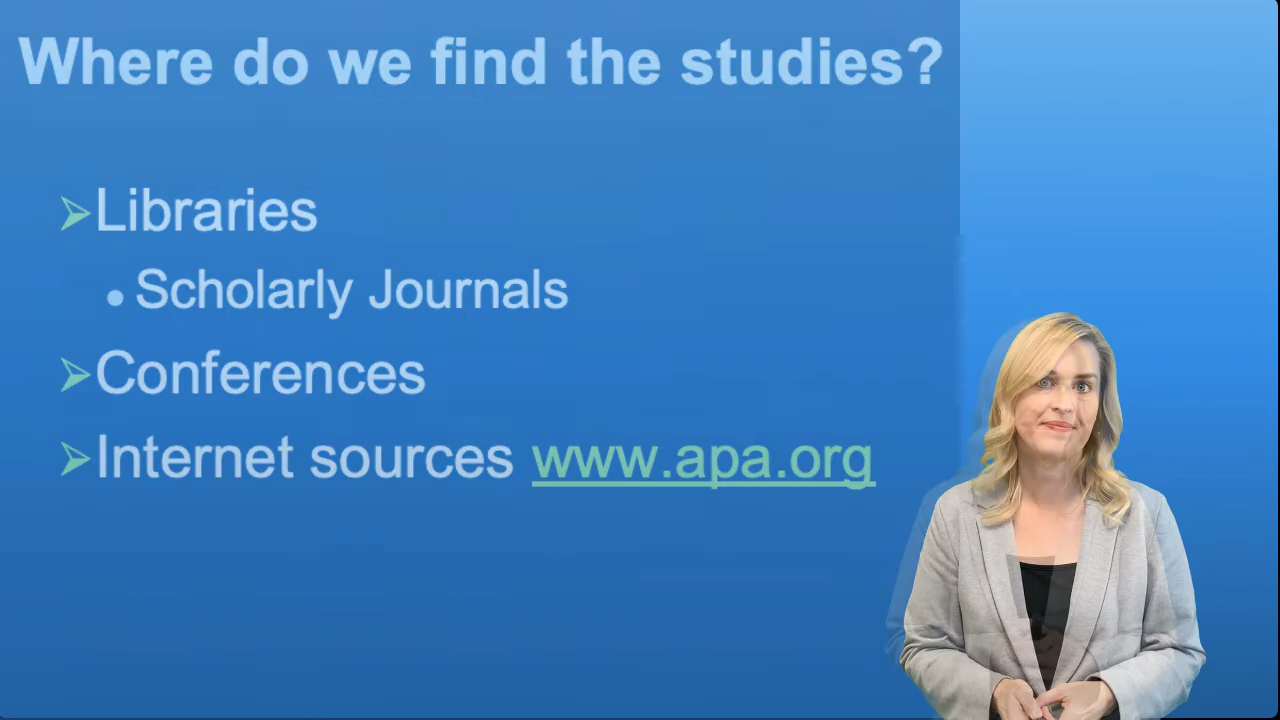 Where do we find the studies?
Libraries
Scholarly Journals
Conferences
Internet sources www.apa.org